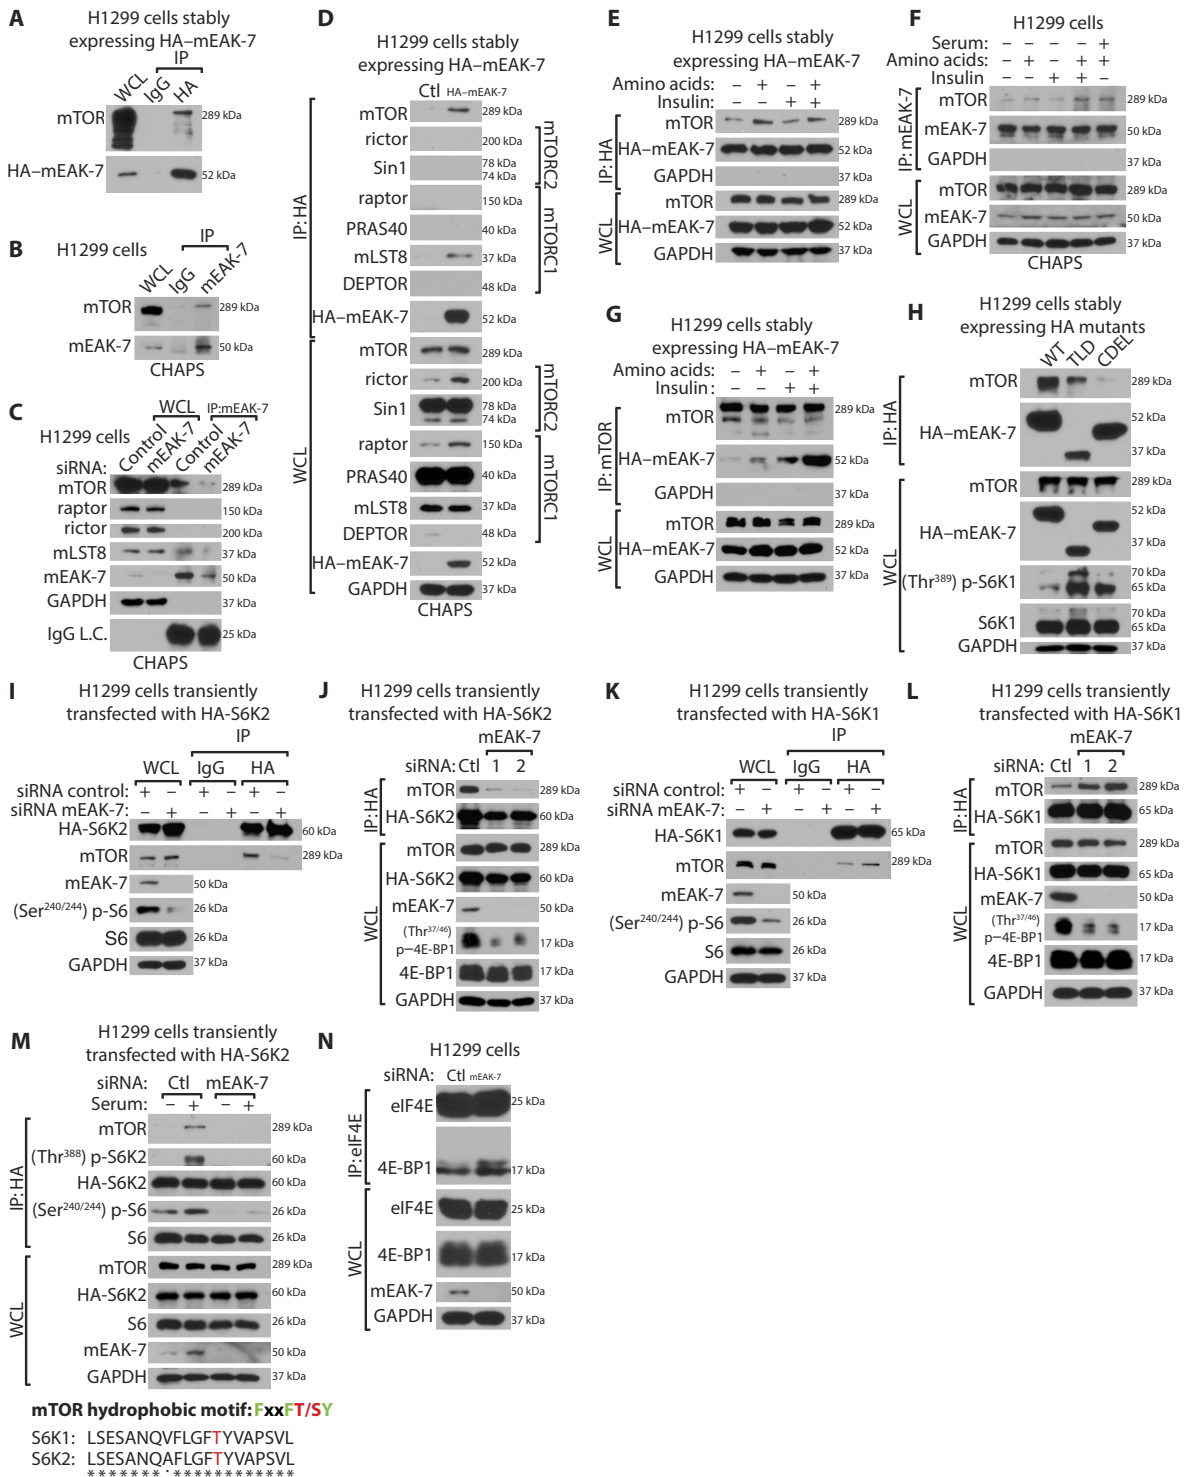 A
H1299 cells stably
expressing HA–mEAK-7
IP
WCL IgG HA
mTOR 289 kDa
HA–mEAK-7 52 kDa
B
H1299 cells
IP
WCL IgG mEAK-7
mTOR 289 kDa
mEAK-7 50 kDa
CHAPS
C
H1299 cells
WCL IP:mEAK-7
siRNA: Control mEAK-7 Control mEAK-7
mTOR 289 kDa
raptor 150 kDa
rictor 200 kDa
mLST8 37 kDa
mEAK-7 50 kDa
GAPDH 37 kDa
IgG L.C. 25 kDa
CHAPS
D
H1299 cells stably
expressing HA–mEAK-7
Ctl HA–mEAK-7
IP: HA
mTOR 289 kDa
rictor 200 kDa
Sin1 78 kDa
74 kDa
mTORC2
raptor 150 kDa
PRAS40 40 kDa
mLST8 37 kDa
DEPTOR 48 kDa
mTORC1
HA–mEAK-7 52 kDa
WCL
mTOR 289 kDa
rictor 200 kDa
Sin1 78 kDa
74 kDa
mTORC2
raptor 150 kDa
PRAS40 40 kDa
mLST8 37 kDa
DEPTOR 48 kDa
mTORC1
HA–mEAK-7 52 kDa
GAPDH 37 kDa
CHAPS
E
H1299 cells stably
expressing HA–mEAK-7
Amino acids: – + – +
Insulin: – – + +
IP: HA
mTOR 289 kDa
HA–mEAK-7 52 kDa
GAPDH 37 kDa
WCL
mTOR 289 kDa
HA–mEAK-7 52 kDa
GAPDH 37 kDa
F
H1299 cells
Serum: – – – – +
Amino acids: – + – + +
Insulin – – + + –
IP: mEAK-7
mTOR 289 kDa
mEAK-7 50 kDa
GAPDH 37 kDa
WCL
mTOR 289 kDa
mEAK-7 50 kDa
GAPDH 37 kDa
CHAPS
G
H1299 cells stably
expressing HA–mEAK-7
Amino acids: – + – +
Insulin: – – + +
IP: mTOR
mTOR 289 kDa
HA–mEAK-7 52 kDa
GAPDH 37 kDa
WCL
mTOR 289 kDa
HA–mEAK-7 52 kDa
GAPDH 37 kDa
H
H1299 cells stably
expressing HA mutants
WT TLD CDEL
IP: HA
mTOR 289 kDa
HA–mEAK-7 52 kDa
37 kDa
WCL
mTOR 289 kDa
HA–mEAK-7 52 kDa
37 kDa
(Thr389) p-S6K1 70 kDa
65 kDa
S6K1 70 kDa
65 kDa
GAPDH 37 kDa
I
H1299 cells transiently
transfected with HA-S6K2
IP
WCL IgG HA
siRNA control: + – + – + –
siRNA mEAK-7: – + – + – +
HA-S6K2 60 kDa
mTOR 289 kDa
mEAK-7 50 kDa
(Ser240/244) p-S6 26 kDa
S6 26 kDa
GAPDH 37 kDa
J
H1299 cells transiently
transfected with HA-S6K2
mEAK-7
siRNA: Ctl 1 2
IP: HA
mTOR 289 kDa
HA-S6K2 60 kDa
WCL
mTOR 289 kDa
HA-S6K2 60 kDa
mEAK-7 50 kDa
(Thr37/46)
p–4E-BP1 17 kDa
4E-BP1 17 kDa
GAPDH 37 kDa
K
H1299 cells transiently
transfected with HA-S6K1
IP
WCL IgG HA
siRNA control: + – + – + –
siRNA mEAK-7: – + – + – +
HA-S6K1 65 kDa
mTOR 289 kDa
mEAK-7 50 kDa
(Ser240/244) p-S6 26 kDa
S6 26 kDa
GAPDH 37 kDa
L
H1299 cells transiently
transfected with HA-S6K1
mEAK-7
siRNA: Ctl 1 2
IP: HA
mTOR 289 kDa
HA-S6K1 65 kDa
WCL
mTOR 289 kDa
HA-S6K1 65 kDa
mEAK-7 50 kDa
(Thr37/46)
p–4E-BP1 17 kDa
4E-BP1 17 kDa
GAPDH 37 kDa
M
H1299 cells transiently
transfected with HA-S6K2
siRNA: Ctl mEAK-7
Serum: – + – +
IP: HA
mTOR 289 kDa
(Thr388) p-S6K2 60 kDa
HA-S6K2 60 kDa
(Ser240/244) p-S6 26 kDa
S6 26 kDa
WCL
mTOR 289 kDa
HA-S6K2 60 kDa
S6 26 kDa
mEAK-7 50 kDa
GAPDH 37 kDa
mTOR hydrophobic motif: FxxFT/SY
S6K1: LSESANQVFLGFTYVAPSVL
S6K2: LSESANQAFLGFTYVAPSVL
*******.************
N
H1299 cells
siRNA: Ctl mEAK-7
IP: eIF4E
eIF4E 25 kDa
4E-BP1 17 kDa
WCL
eIF4E 25 kDa
4E-BP1 17 kDa
mEAK-7 50 kDa
GAPDH 37 kDa